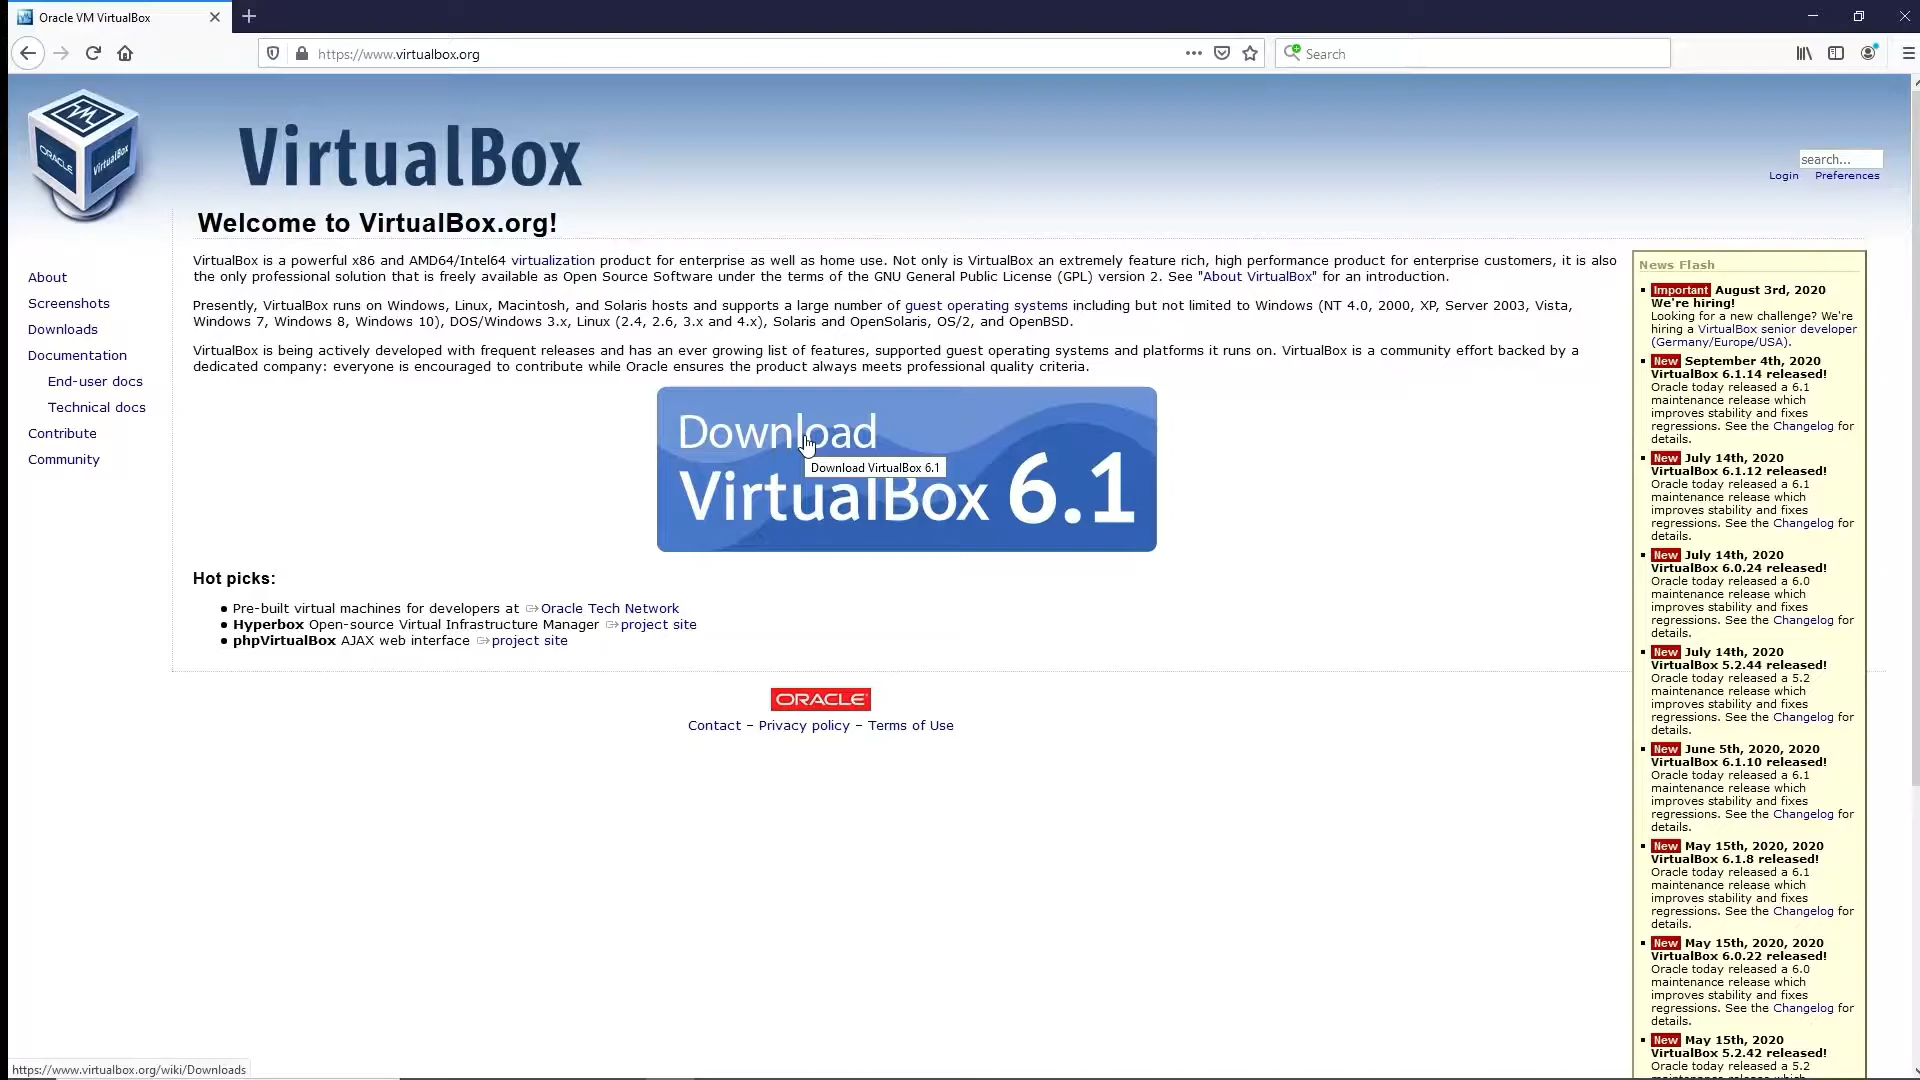 Oracle VM VirtualBox
https://www.virtualbox.org
Search
ORACLE
VirtualBox
VirtualBox
search...
Login Preferences
Welcome to VirtualBox.org!
About
Screenshots
Downloads
Documentation
End-user docs
Technical docs
Contribute
Community
VirtualBox is a powerful x86 and AMD64/Intel64 virtualization product for enterprise as well as home use. Not only is VirtualBox an extremely feature rich, high performance product for enterprise customers, it is also
the only professional solution that is freely available as Open Source Software under the terms of the GNU General Public License (GPL) version 2. See "About VirtualBox" for an introduction.
Presently, VirtualBox runs on Windows, Linux, Macintosh, and Solaris hosts and supports a large number of guest operating systems including but not limited to Windows (NT 4.0, 2000, XP, Server 2003, Vista,
Windows 7, Windows 8, Windows 10), DOS/Windows 3.x, Linux (2.4, 2.6, 3.x and 4.x), Solaris and OpenSolaris, OS/2, and OpenBSD.
VirtualBox is being actively developed with frequent releases and has an ever growing list of features, supported guest operating systems and platforms it runs on. VirtualBox is a community effort backed by a
dedicated company: everyone is encouraged to contribute while Oracle ensures the product always meets professional quality criteria.
Download
Download VirtualBox 6.1
VirtualBox 6.1
Hot picks:
Pre-built virtual machines for developers at Oracle Tech Network
Hyperbox Open-source Virtual Infrastructure Manager project site
phpVirtualBox AJAX web interface project site
ORACLE
Contact – Privacy policy – Terms of Use
News Flash
Important August 3rd, 2020
We're hiring!
Looking for a new challenge? We're
hiring a VirtualBox senior developer
(Germany/Europe/USA).
New September 4th, 2020
VirtualBox 6.1.14 released!
Oracle today released a 6.1
maintenance release which
improves stability and fixes
regressions. See the Changelog for
details.
New July 14th, 2020
VirtualBox 6.1.12 released!
Oracle today released a 6.1
maintenance release which
improves stability and fixes
regressions. See the Changelog for
details.
New July 14th, 2020
VirtualBox 6.0.24 released!
Oracle today released a 6.0
maintenance release which
improves stability and fixes
regressions. See the Changelog for
details.
New July 14th, 2020
VirtualBox 5.2.44 released!
Oracle today released a 5.2
maintenance release which
improves stability and fixes
regressions. See the Changelog for
details.
New June 5th, 2020, 2020
VirtualBox 6.1.10 released!
Oracle today released a 6.1
maintenance release which
improves stability and fixes
regressions. See the Changelog for
details.
New May 15th, 2020, 2020
VirtualBox 6.1.8 released!
Oracle today released a 6.1
maintenance release which
improves stability and fixes
regressions. See the Changelog for
details.
New May 15th, 2020, 2020
VirtualBox 6.0.22 released!
Oracle today released a 6.0
maintenance release which
improves stability and fixes
regressions. See the Changelog for
details.
New May 15th, 2020
VirtualBox 5.2.42 released!
https://www.virtualbox.org/wiki/Downloads